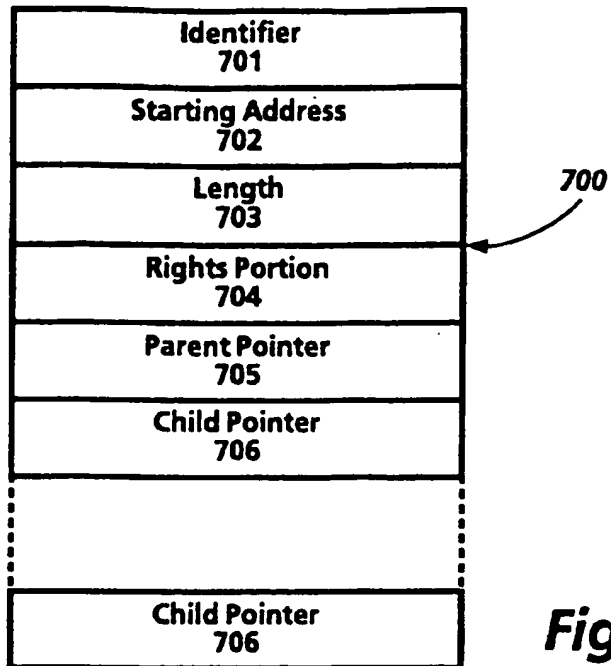 Identifier
701
Starting Address
702
Length
703
700
Rights Portion
704
Parent Pointer
705
Child Pointer
706
Child Pointer
706
Fig